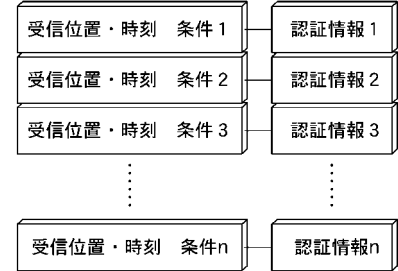 受信位置・時刻　条件1　認証情報1
受信位置・時刻　条件2　認証情報2
受信位置・時刻　条件3　認証情報3
受信位置・時刻　条件n　認証情報n